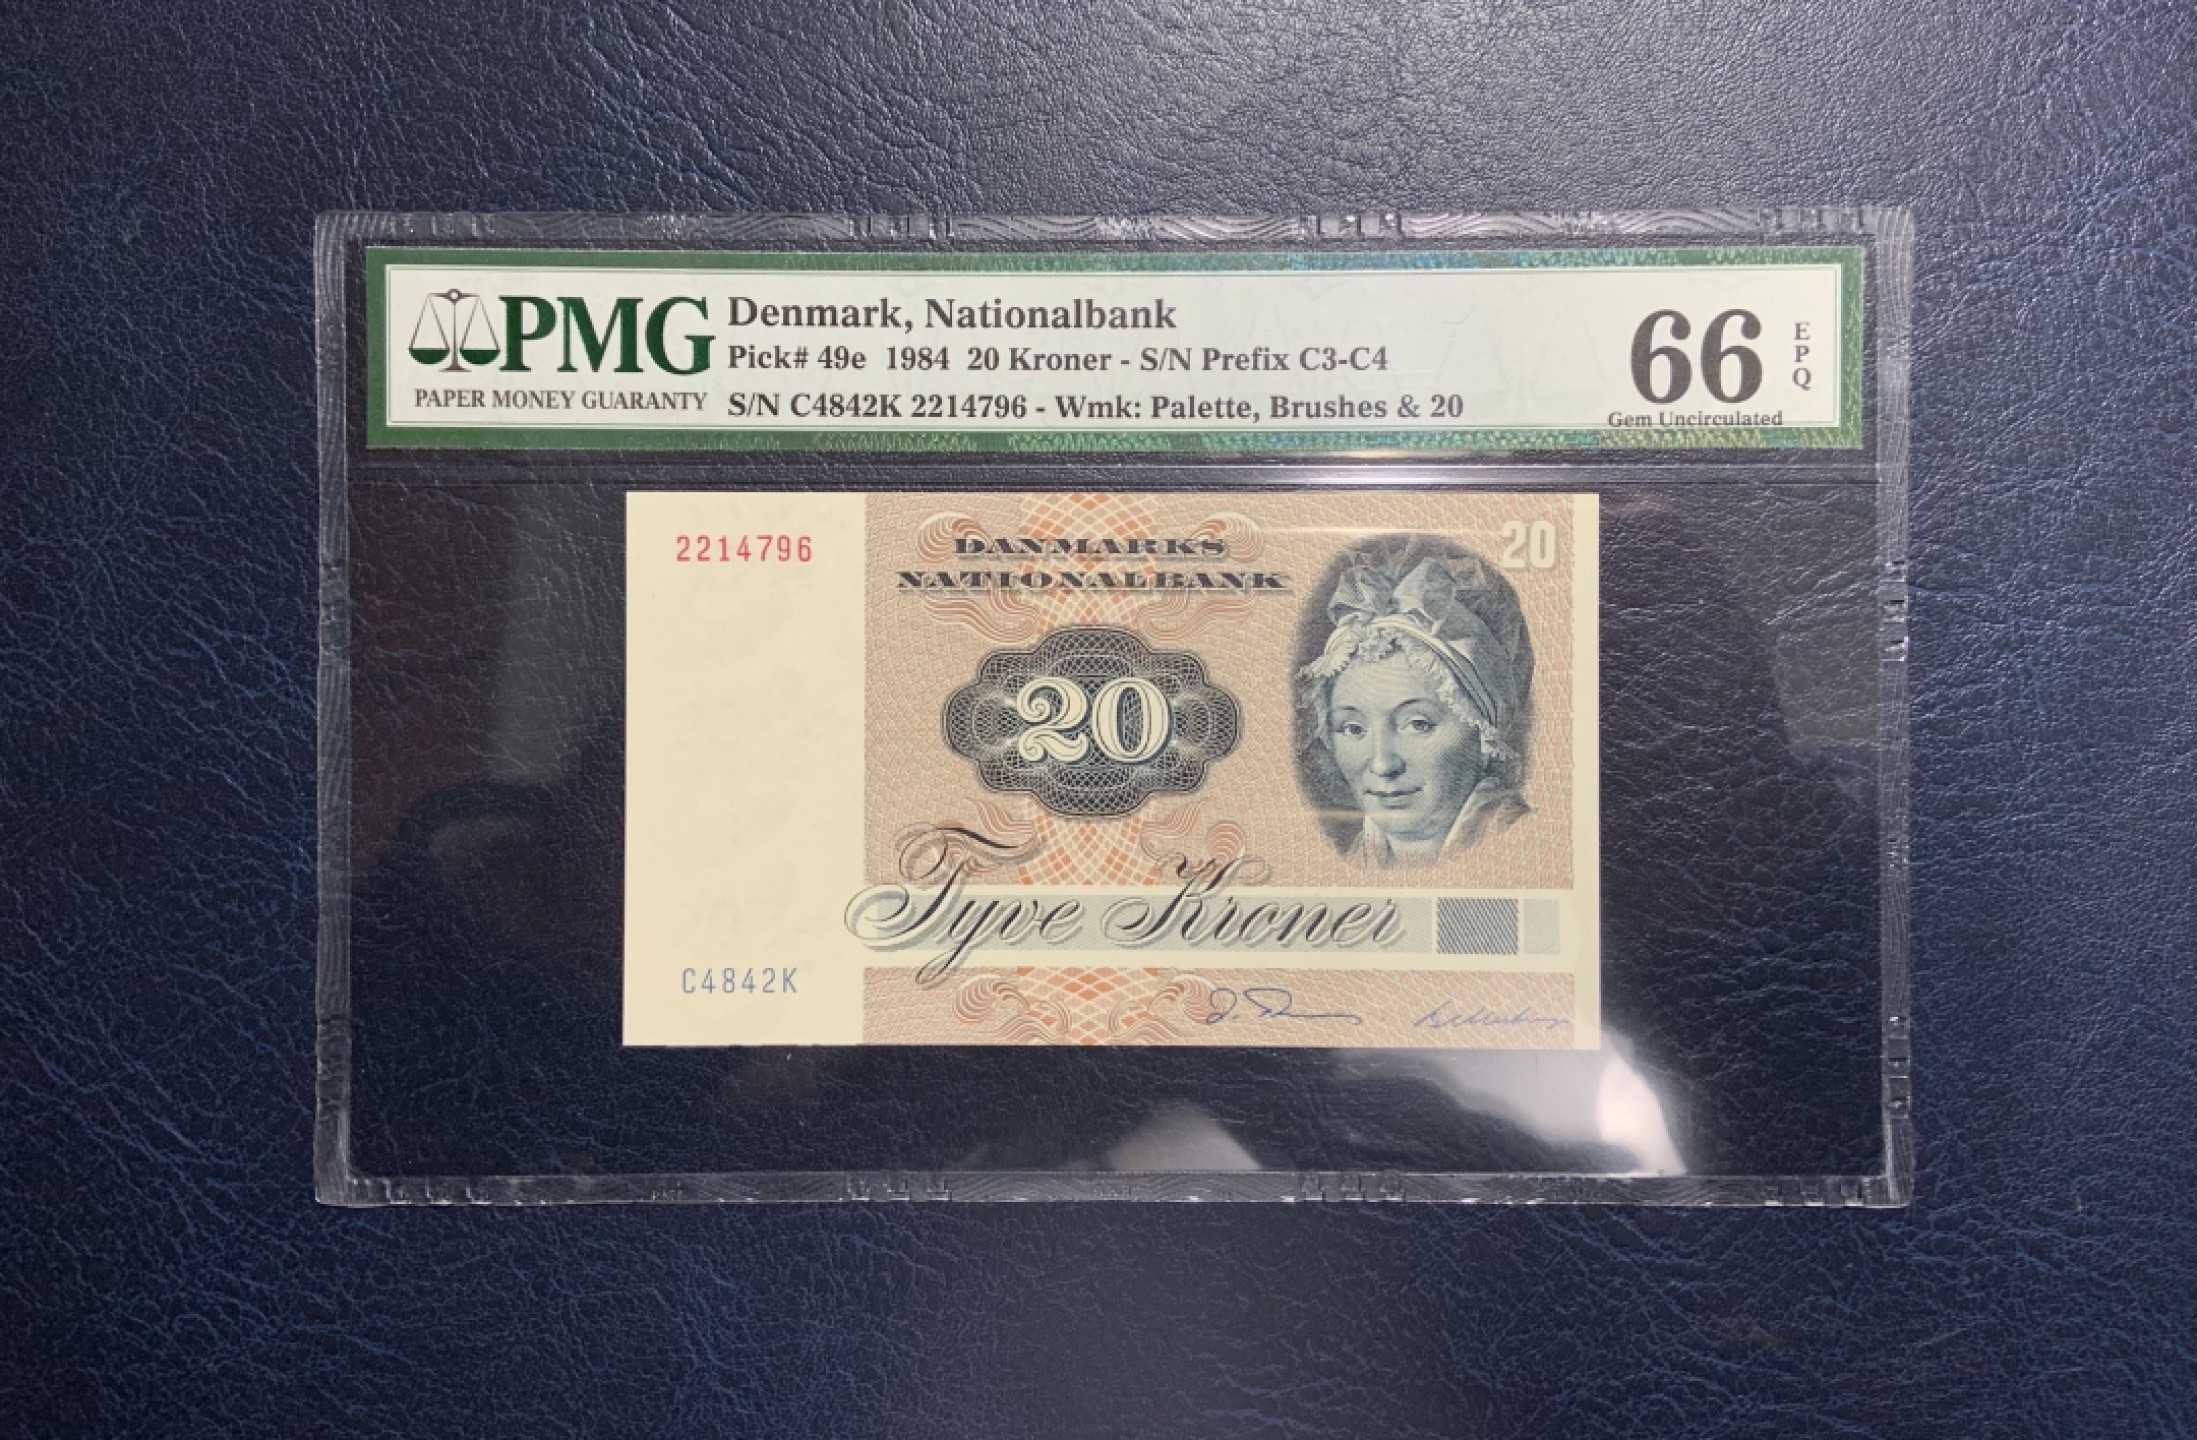 PMG
PAPER MONEY GUARANTY
Denmark, Nationalbank
Pick# 49e 1984 20 Kroner - S/N Prefix C3-C4
S/N C4842K 2214796 - Wmk: Palette, Brushes & 20
66
EPQ
Gem Uncirculated
2214796
DANMARKS
NATIONALBANK
20
20
Tyve Kroner
C4842K